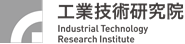 工業技術研究院
Industrial Technology
Research Institute